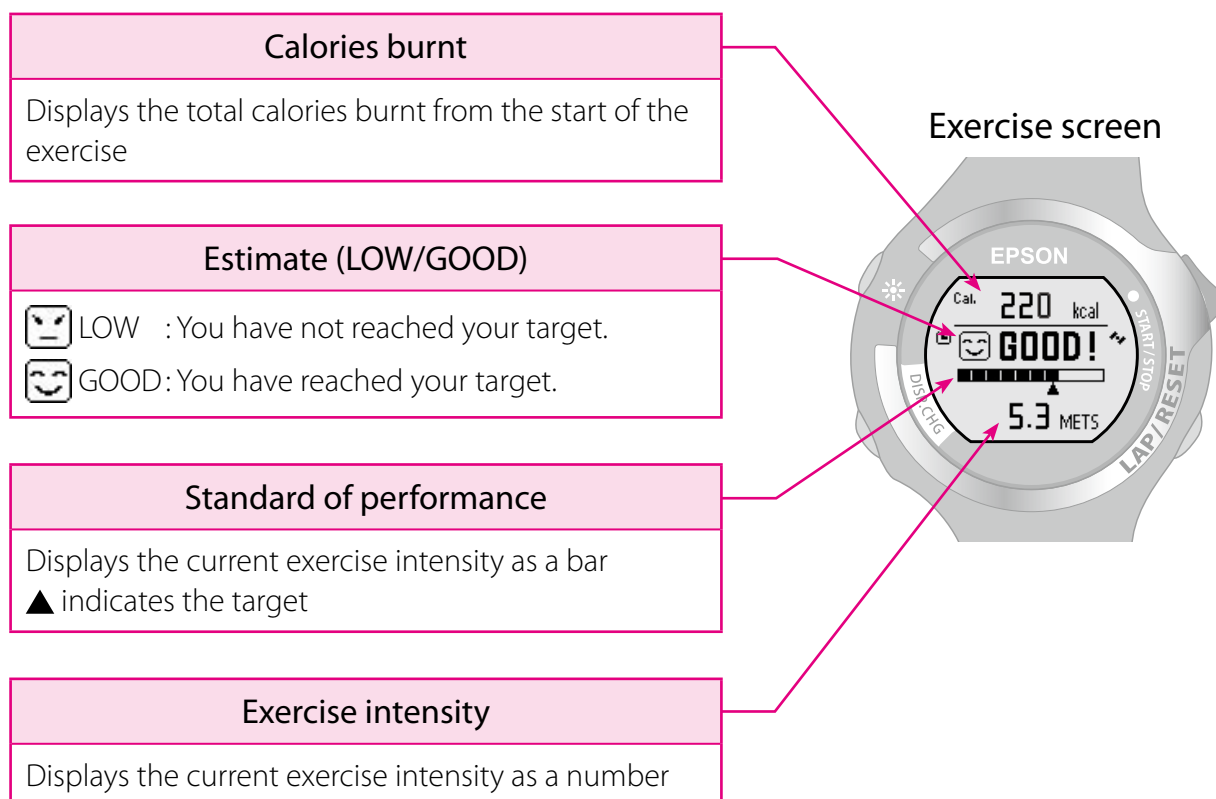 Calories burnt
Displays the total calories burnt from the start of the
exercise
Estimate (LOW/GOOD)
LOW : You have not reached your target.
GOOD : You have reached your target.
Standard of performance
Displays the current exercise intensity as a bar
▲ indicates the target
Exercise intensity
Displays the current exercise intensity as a number
Exercise screen
EPSON
Cal. 220 kcal
GOOD!
5.3 METS
START/STOP
LAP/RESET
DISP.CHG